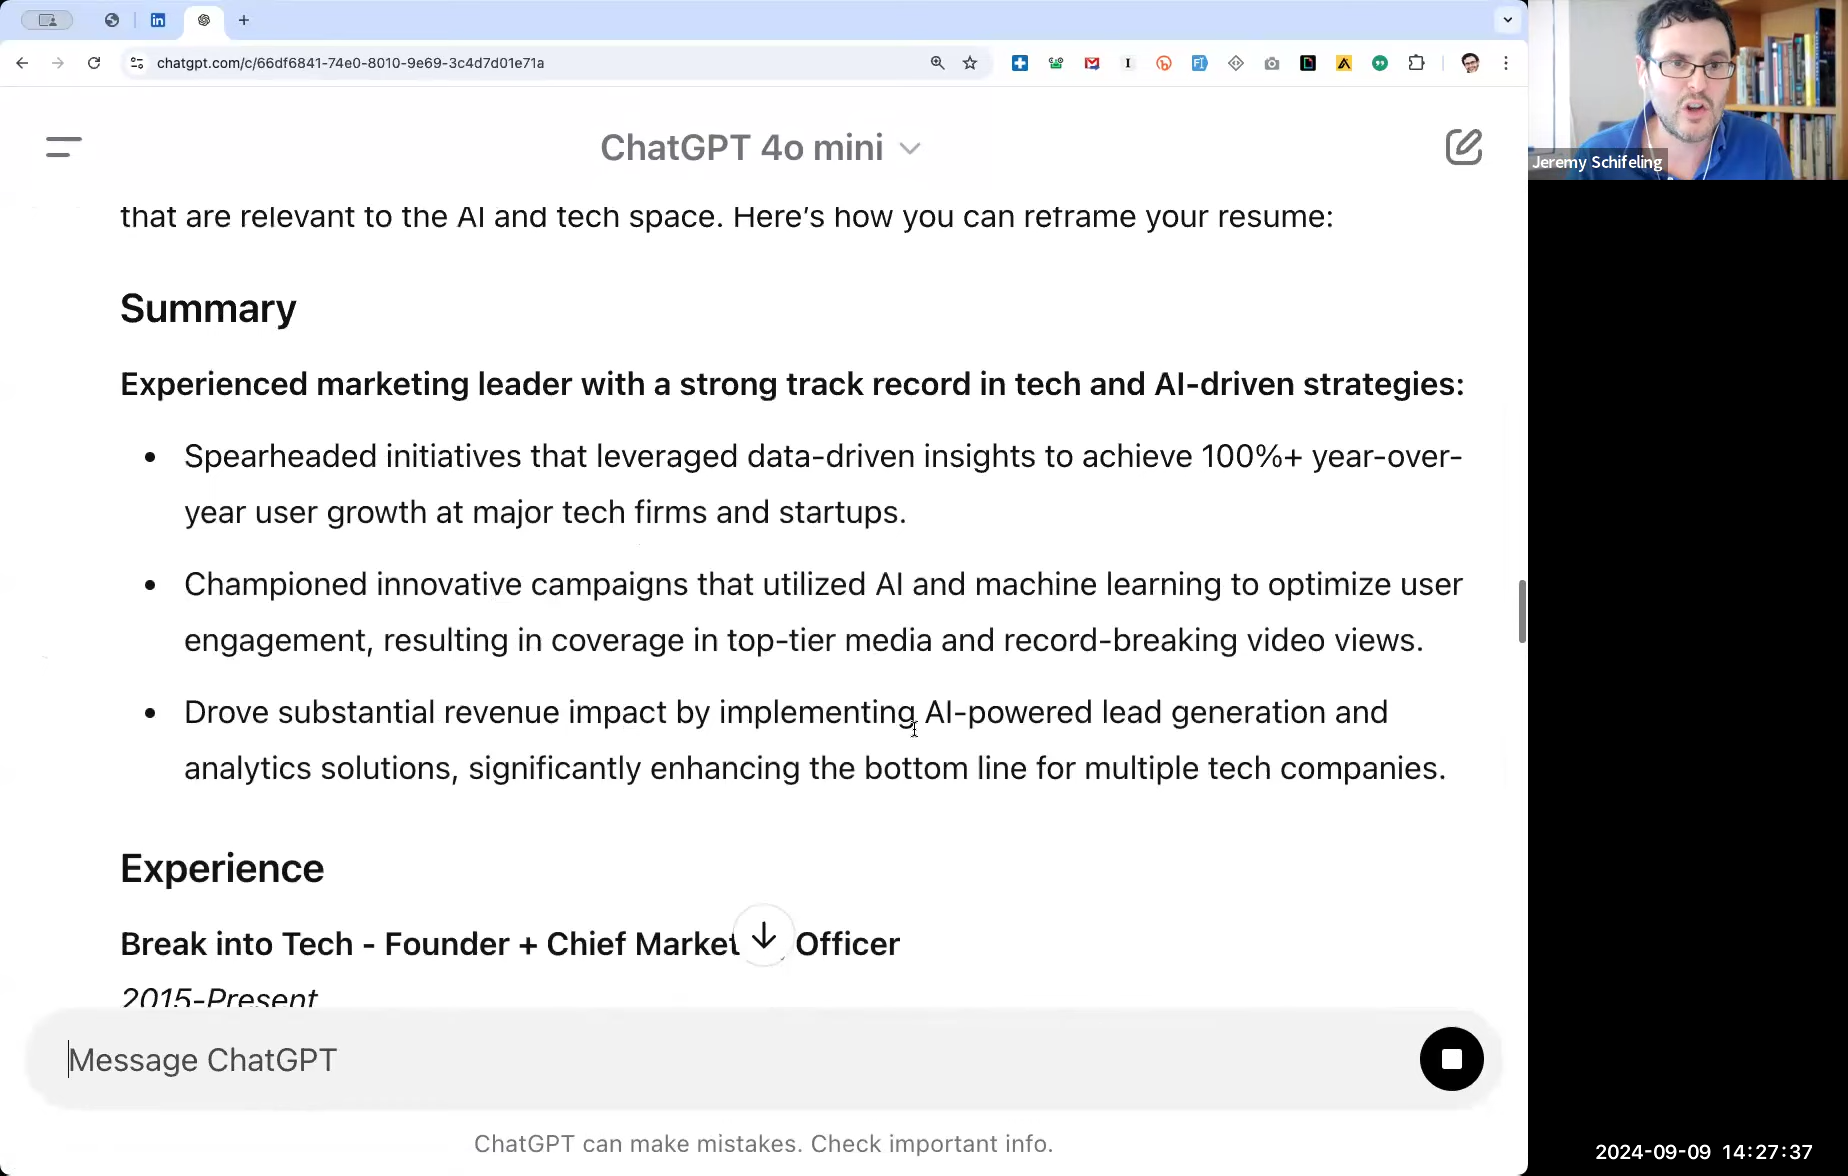 chatgpt.com/c/66df6841-74e0-8010-9e69-3c4d7d01e71a
Jeremy Schifeling
ChatGPT 4o mini
that are relevant to the AI and tech space. Here’s how you can reframe your resume:
Summary
Experienced marketing leader with a strong track record in tech and AI-driven strategies:
• Spearheaded initiatives that leveraged data-driven insights to achieve 100%+ year-over-
year user growth at major tech firms and startups.
• Championed innovative campaigns that utilized AI and machine learning to optimize user
engagement, resulting in coverage in top-tier media and record-breaking video views.
• Drove substantial revenue impact by implementing AI-powered lead generation and
analytics solutions, significantly enhancing the bottom line for multiple tech companies.
Experience
Break into Tech - Founder + Chief Market Officer
2015-Present
Message ChatGPT
ChatGPT can make mistakes. Check important info.
2024-09-09 14:27:37